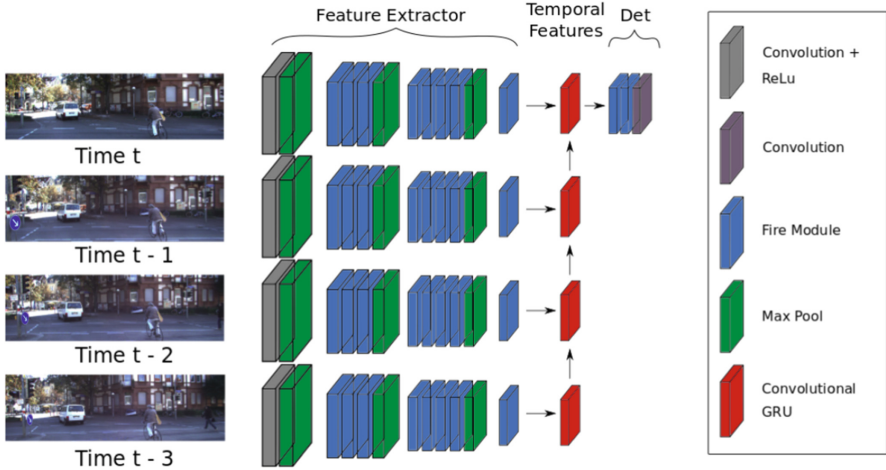 Feature Extractor
Temporal
Features
Det
Time t
Time t - 1
Time t - 2
Time t - 3
Convolution +
ReLu
Convolution
Fire Module
Max Pool
Convolutional
GRU